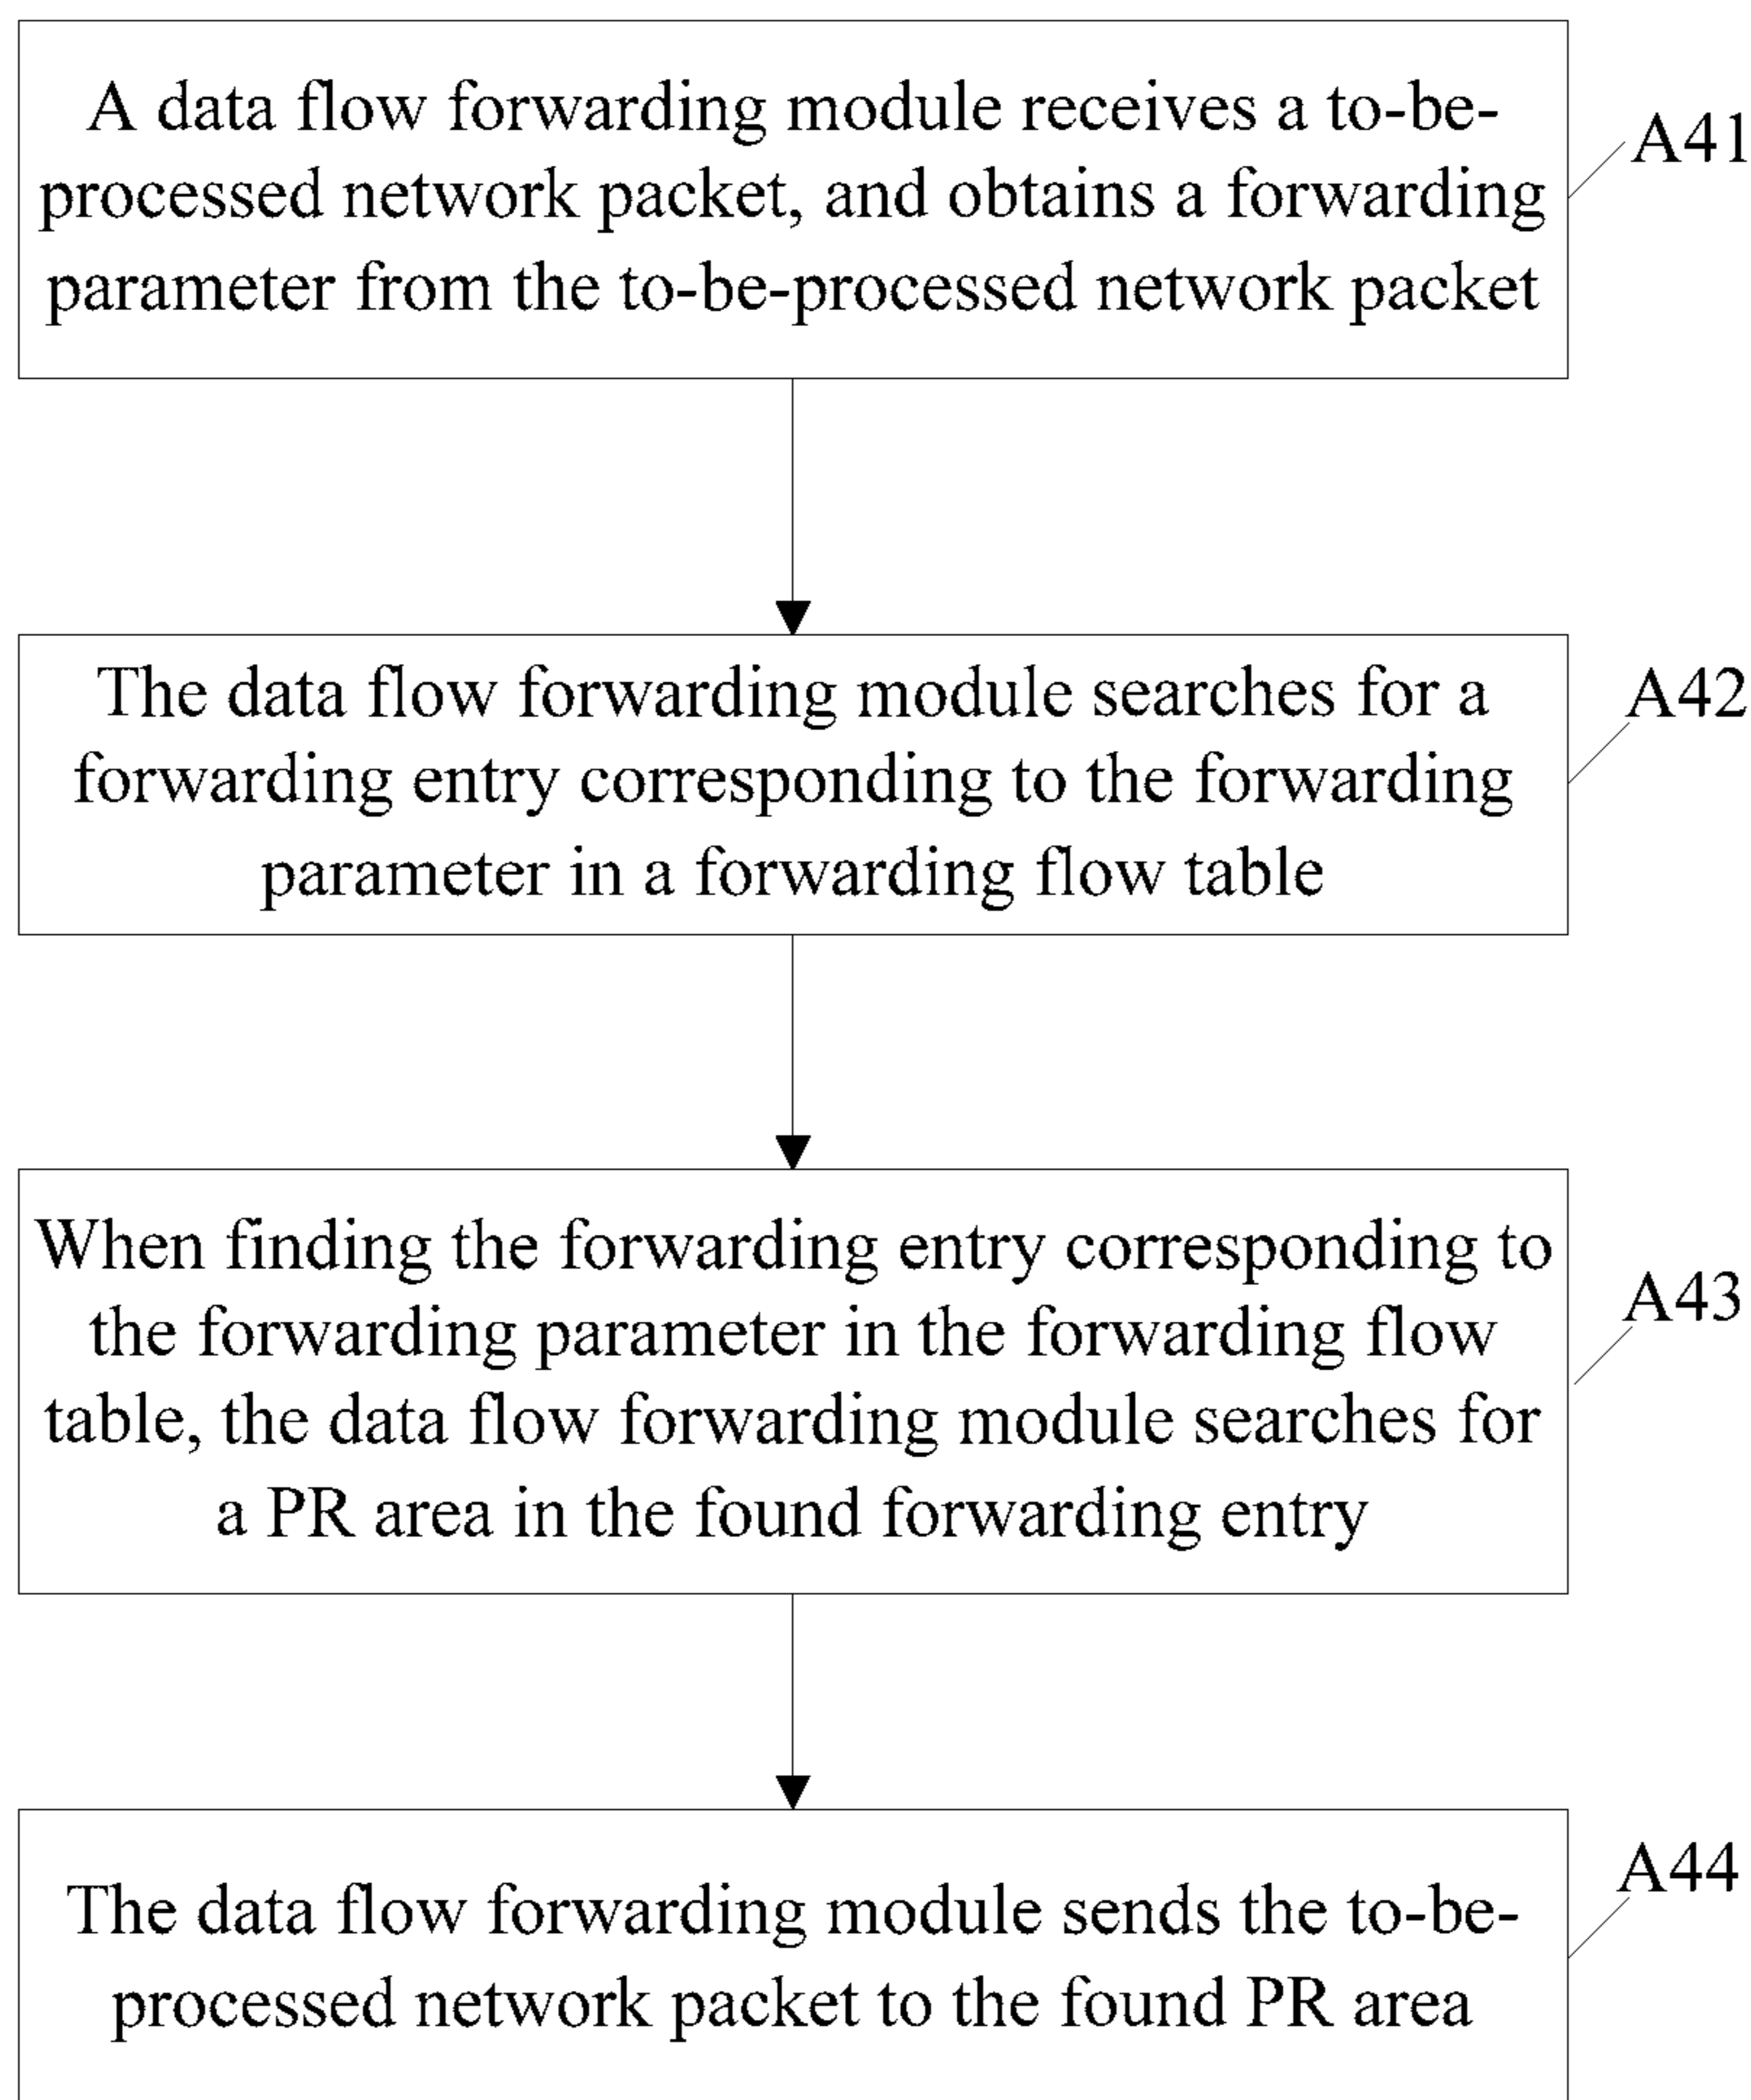 A data flow forwarding module receives a to-be-
processed network packet, and obtains a forwarding
parameter from the to-be-processed network packet
A41
The data flow forwarding module searches for a
forwarding entry corresponding to the forwarding
parameter in a forwarding flow table
A42
When finding the forwarding entry corresponding to
the forwarding parameter in the forwarding flow
table, the data flow forwarding module searches for
a PR area in the found forwarding entry
A43
The data flow forwarding module sends the to-be-
processed network packet to the found PR area
A44